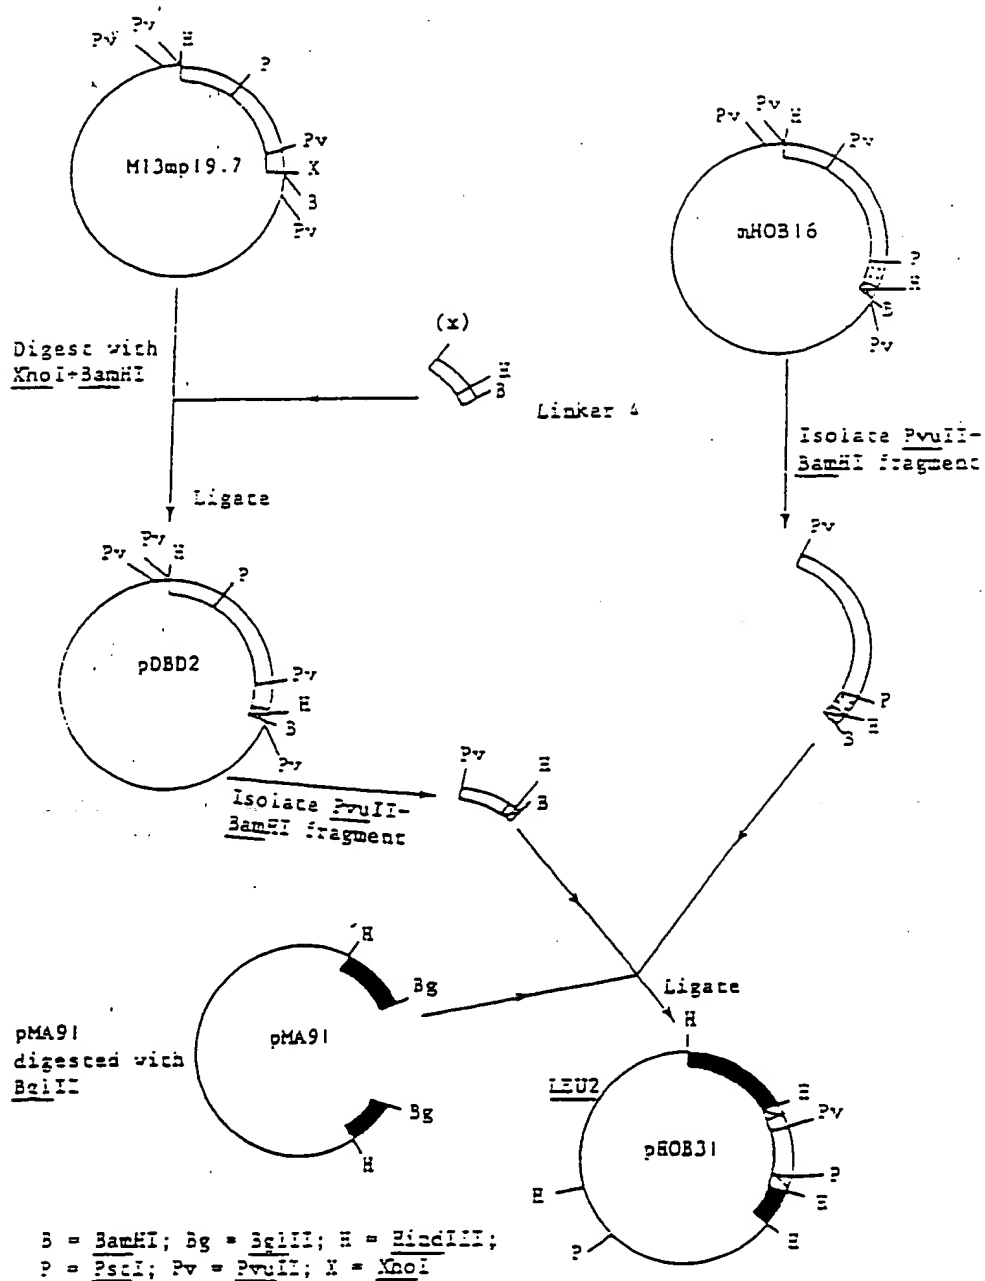 Pv Pv H
P
M13mp19.7
Pv
X
B
Pv
Pv Pv H
Pv
mHOB16
P
H
B
Pv
Digest with
XhoI+BamHI
(x)
H
B
Linker 4
Isolate PvuII-
BamHI fragment
Ligate
Pv Pv H
P
pDBD2
Pv
H
B
Pv
Pv
P
H
B
Isolate PvuII-
BamHI fragment
Pv
H
B
pMA91
digested with
BglII
H
Bg
pMA91
Bg
H
Ligate
H
LEU2
H
Pv
pHOB31
P
H
H
H
P
B = BamHI; Bg = BglII; H = HindIII;
P = PstI; Pv = PvuII; X = XhoI